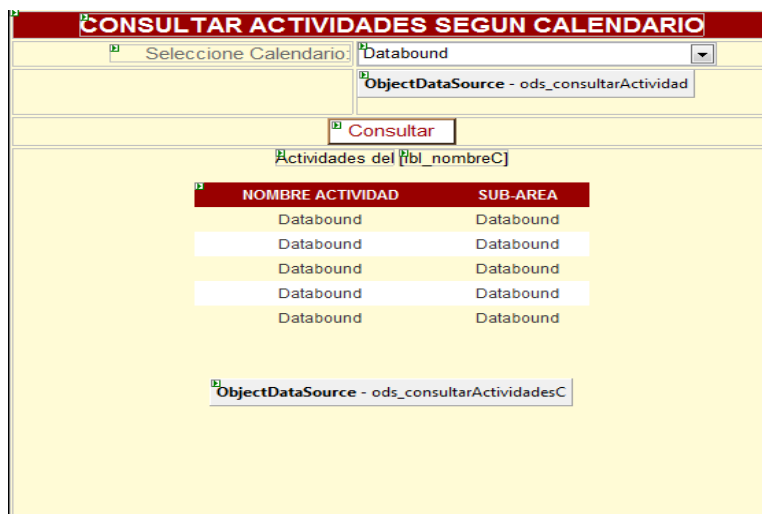 CONSULTAR ACTIVIDADES SEGUN CALENDARIO
Seleccione Calendario: Databound
ObjectDataSource - ods_consultarActividad
Consultar
Actividades del [lbl_nombreC]
NOMBRE ACTIVIDAD SUB-AREA
Databound Databound
Databound Databound
Databound Databound
Databound Databound
Databound Databound
ObjectDataSource - ods_consultarActividadesC